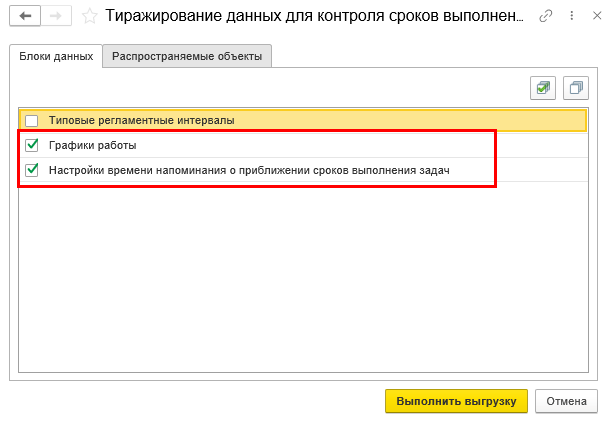 Тиражирование данных для контроля сроков выполнен...
Блоки данных
Распространяемые объекты
Типовые регламентные интервалы
Графики работы
Настройки времени напоминания о приближении сроков выполнения задач
Выполнить выгрузку
Отмена